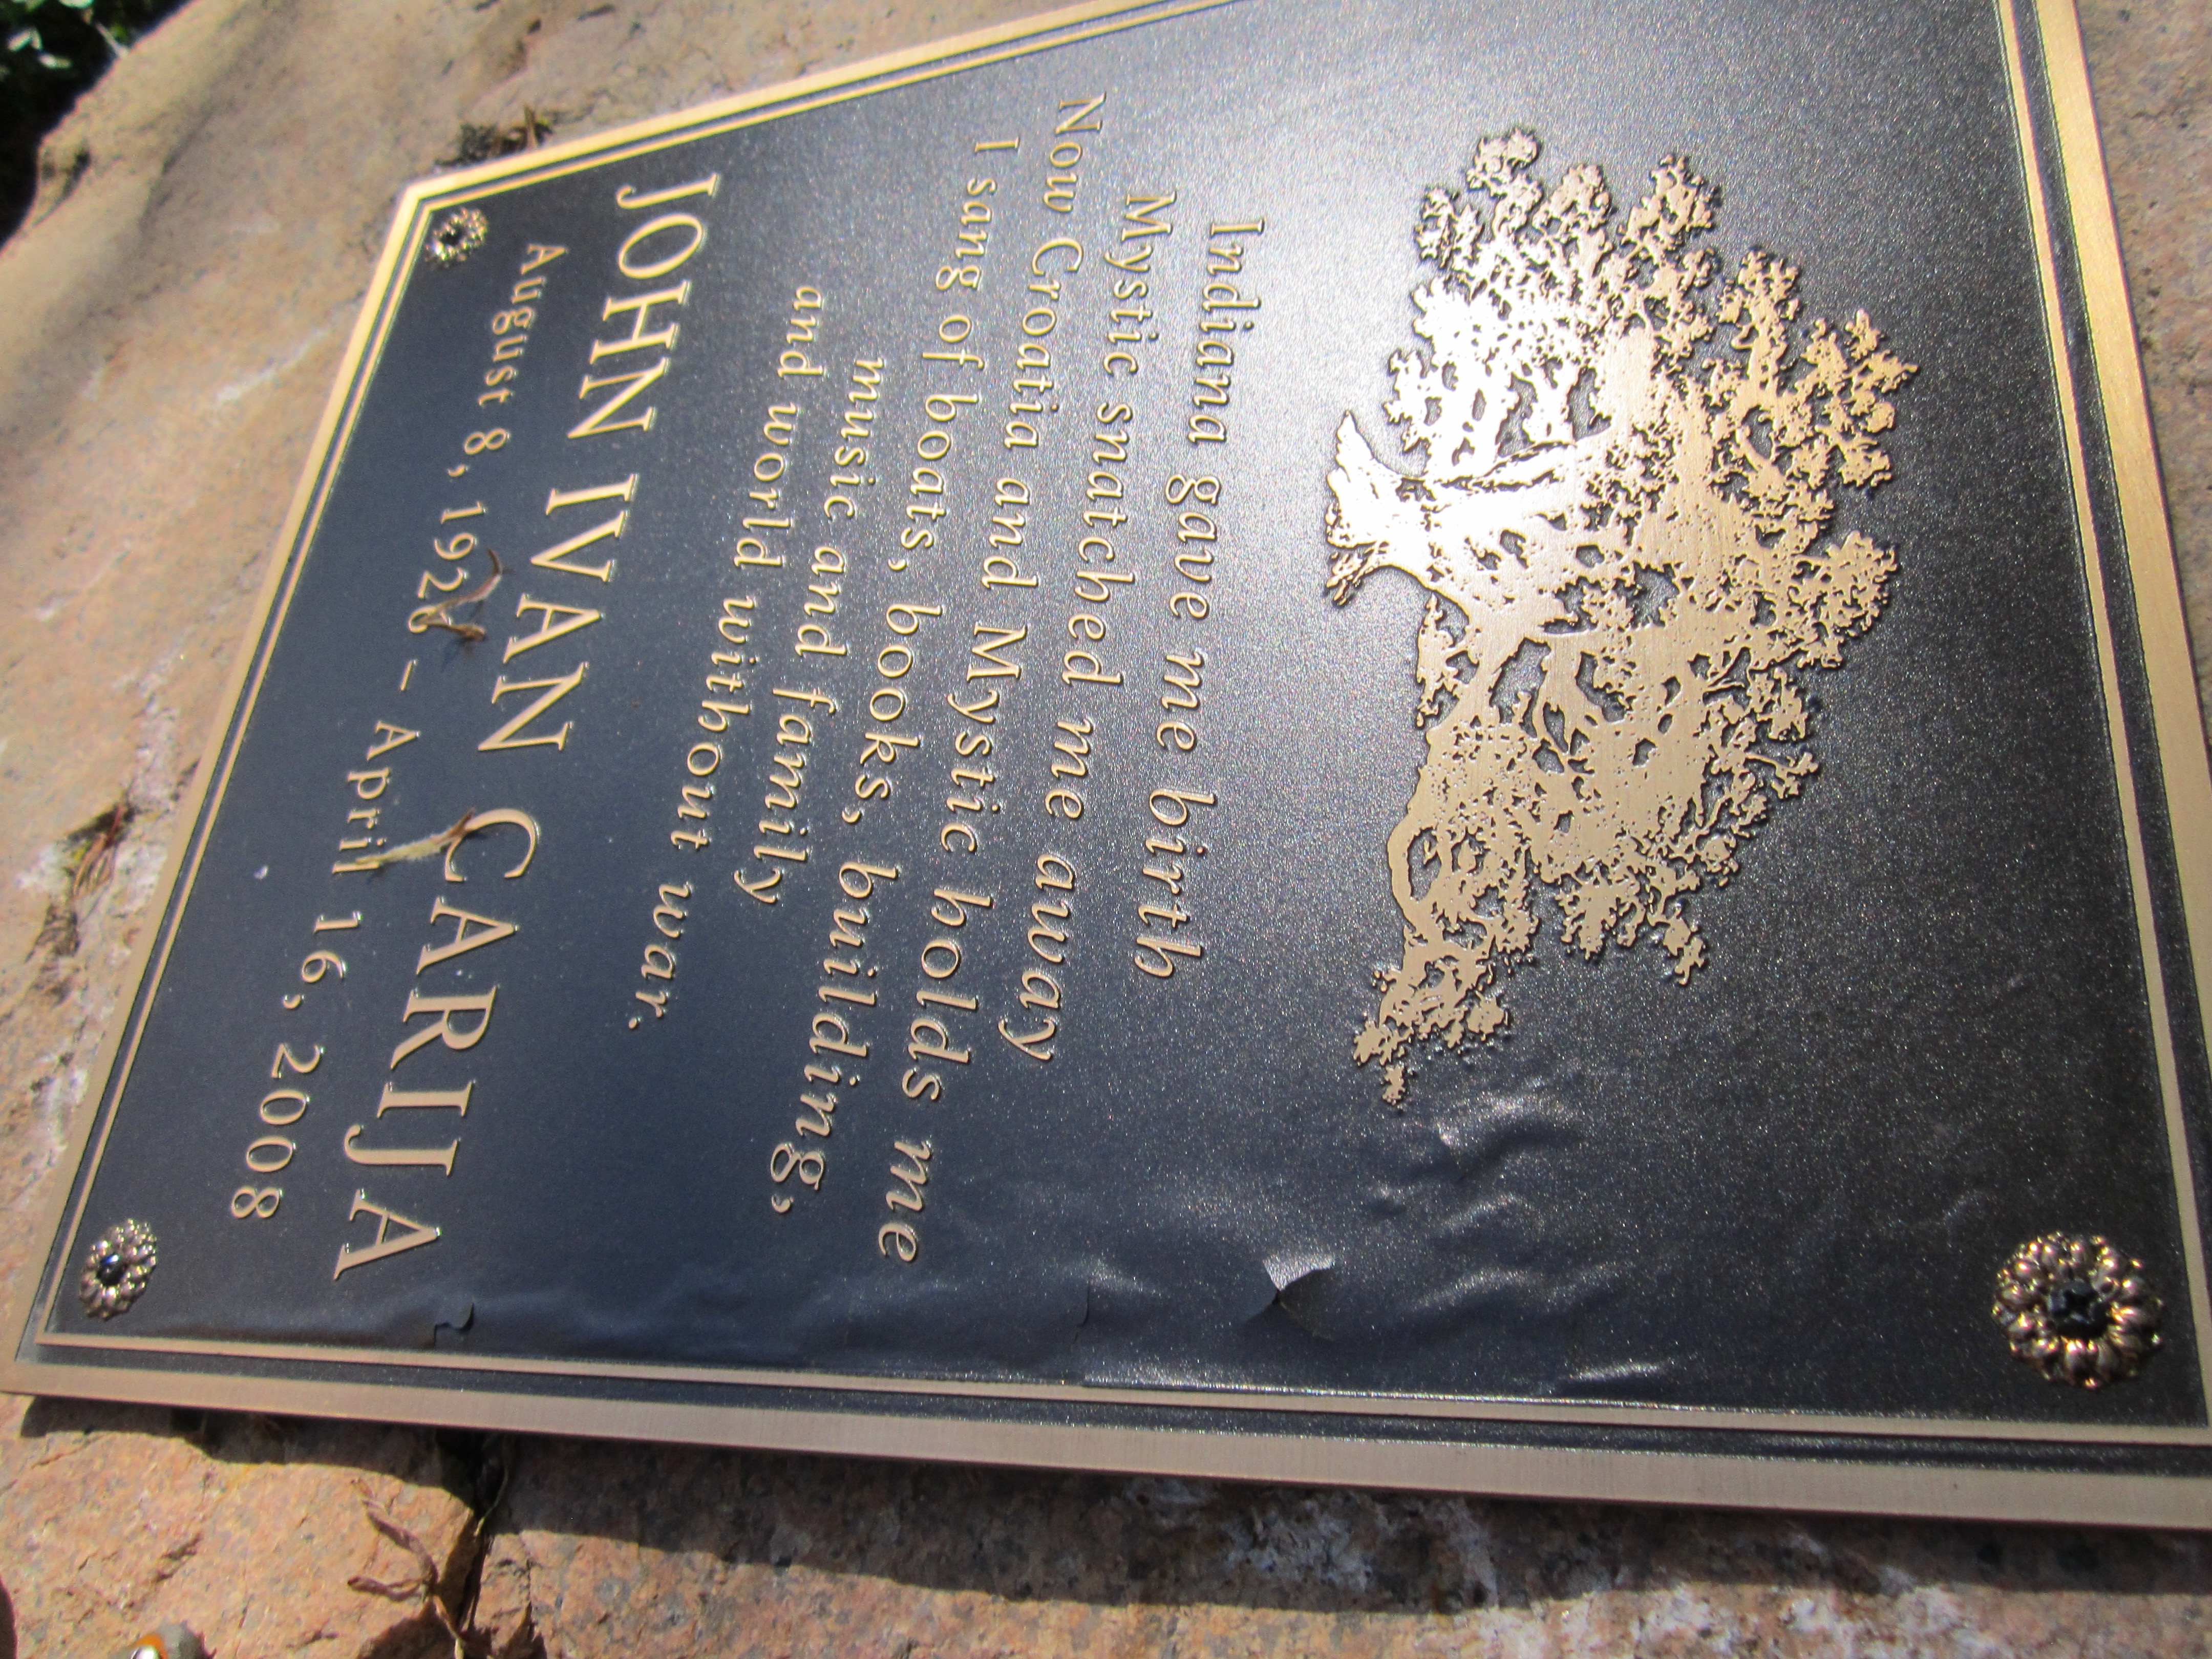 Indiana gave me birth
Mystic snatched me away
Now Croatia and Mystic holds me
I sang of boats, books, building,
music and family
and world without war.
JOHN IVAN CARIJA
August 8, 1928 – April 16, 2008